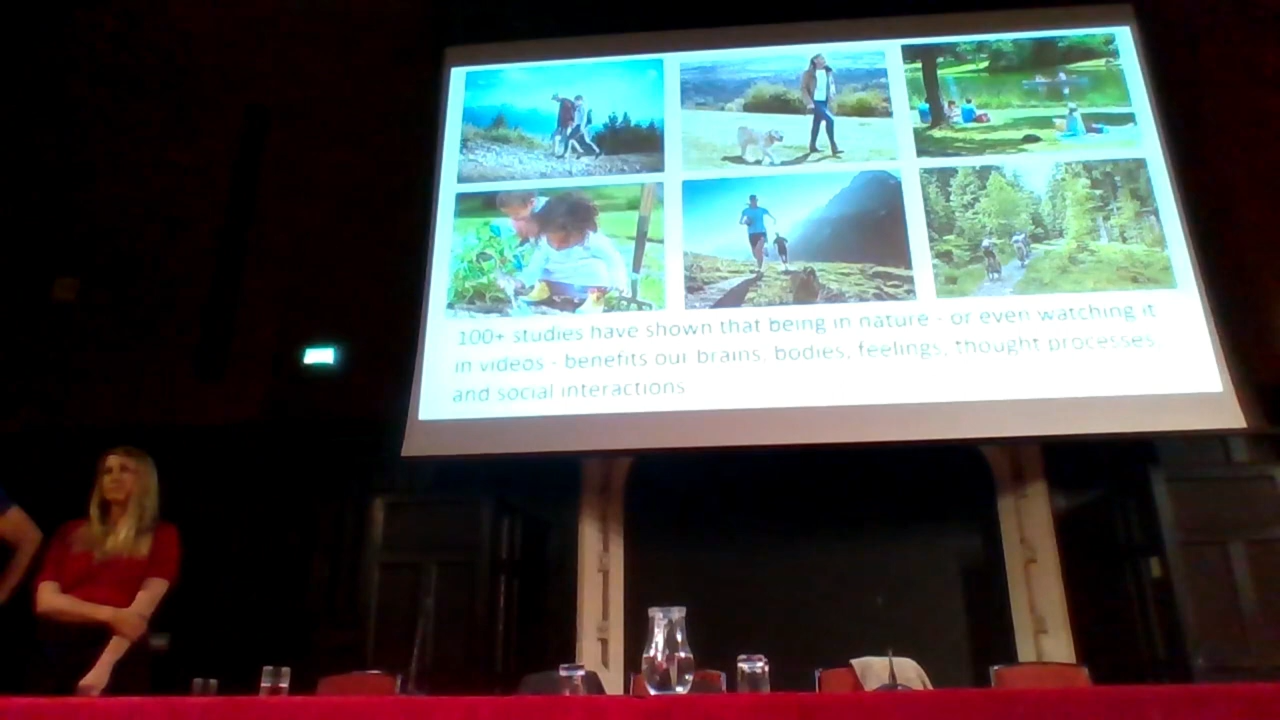 100+ studies have shown that being in nature - or even watching it
in videos - benefits our brains, bodies, feelings, thought processes
and social interactions